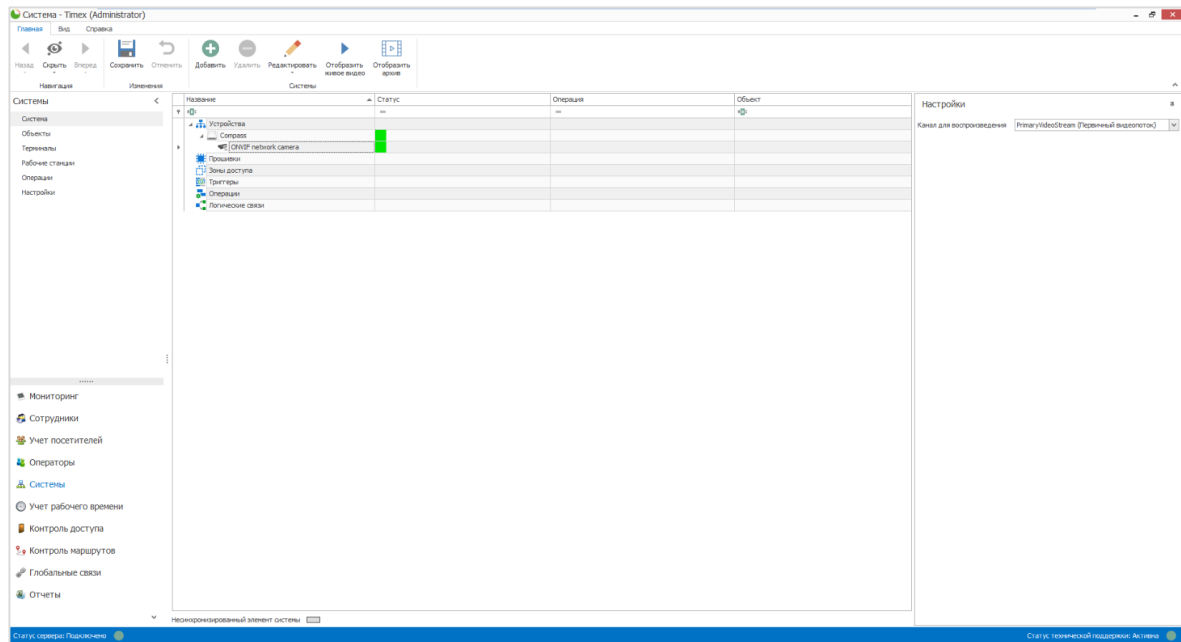 Система - Timex (Administrator)
Главная Вид Справка
Назад Скрыть Вперед Сохранить Отменить Добавить Удалить Редактировать Отобразить живое видео Отобразить архив
Навигация Изменения Системы
Системы
Система
Объекты
Терминалы
Рабочие станции
Операции
Настройки
Мониторинг
Сотрудники
Учет посетителей
Операторы
Системы
Учет рабочего времени
Контроль доступа
Контроль маршрутов
Глобальные связи
Отчеты
Название Статус Операция Объект
Устройства
Compass
ONVIF network camera
Прошивки
Зоны доступа
Триггеры
Операции
Логические связи
Несинхронизированный элемент системы
Настройки
Канал для воспроизведения PrimaryVideoStream (Первичный видеопоток)
Статус сервера: Подключено Статус технической поддержки: Активна